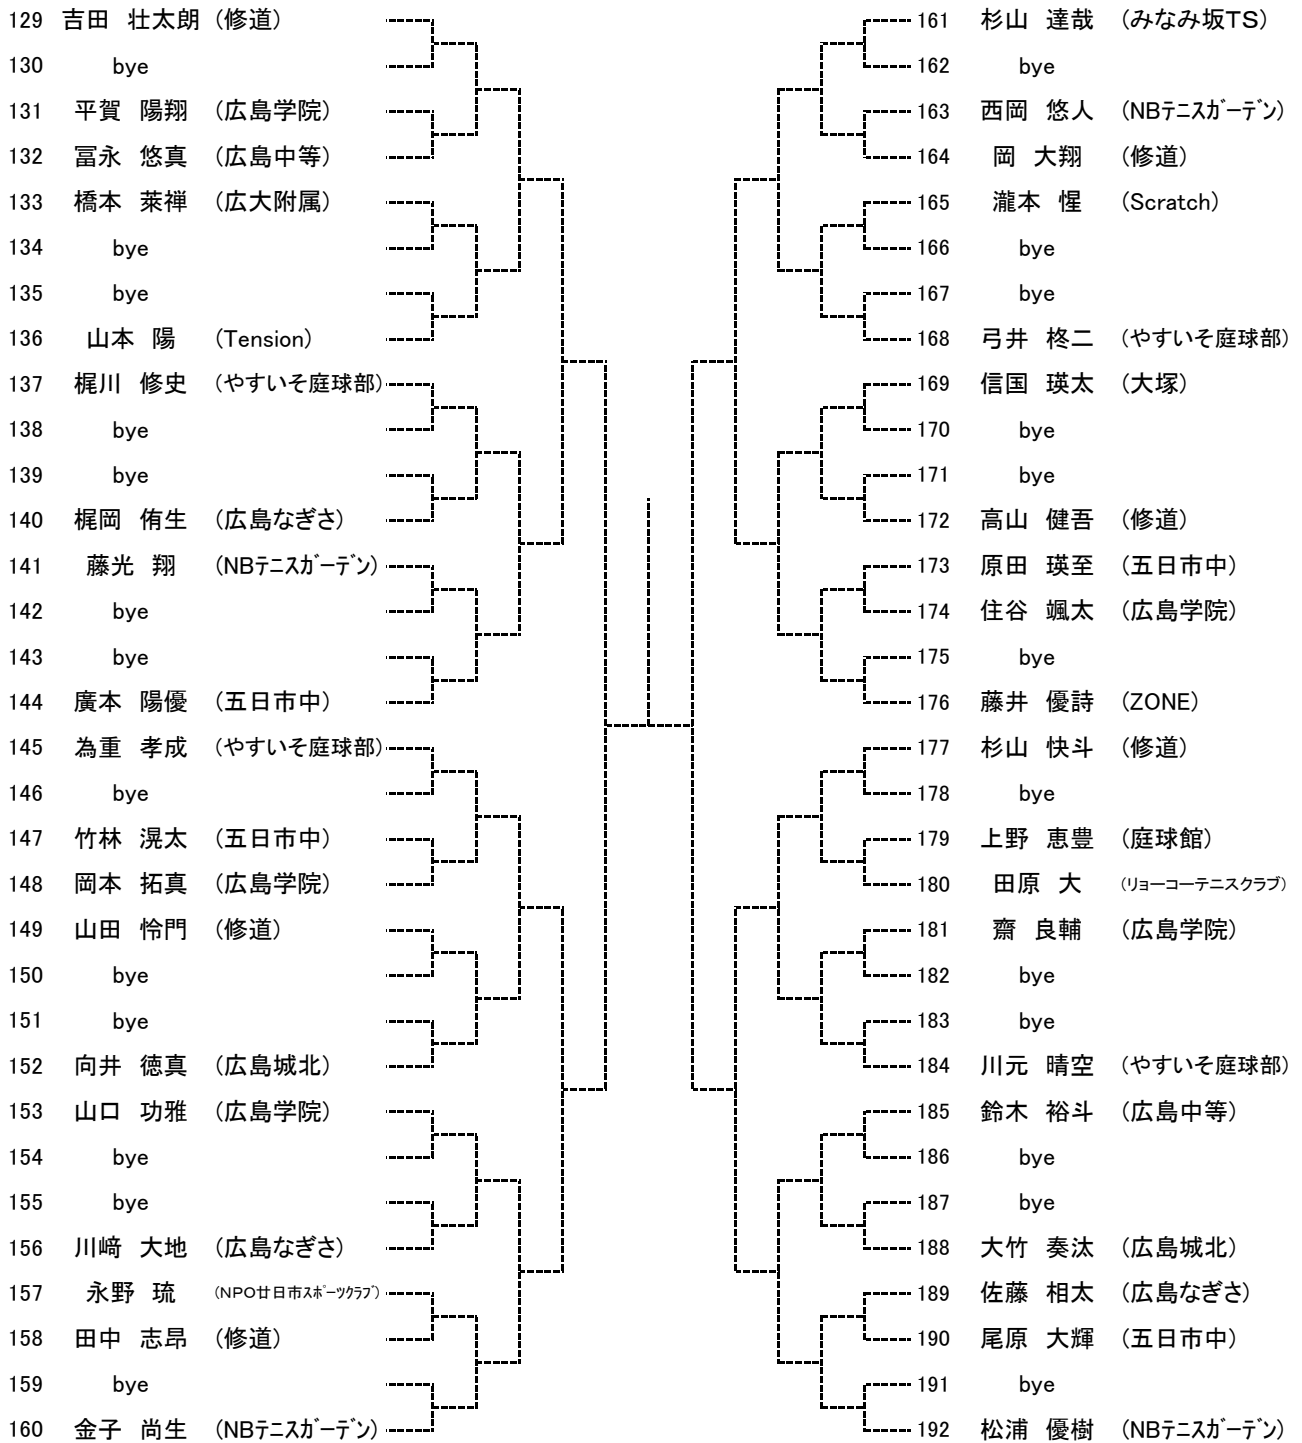 129 吉田 壮太朗 (修道)
130 bye
131 平賀 陽翔 (広島学院)
132 冨永 悠真 (広島中等)
133 橋本 萊禅 (広大附属)
134 bye
135 bye
136 山本 陽 (Tension)
137 梶川 修史 (やすいそ庭球部)
138 bye
139 bye
140 梶岡 侑生 (広島なぎさ)
141 藤光 翔 (NBテニスガーデン)
142 bye
143 bye
144 廣本 陽優 (五日市中)
145 為重 孝成 (やすいそ庭球部)
146 bye
147 竹林 滉太 (五日市中)
148 岡本 拓真 (広島学院)
149 山田 怜門 (修道)
150 bye
151 bye
152 向井 徳真 (広島城北)
153 山口 功雅 (広島学院)
154 bye
155 bye
156 川﨑 大地 (広島なぎさ)
157 永野 琉 (NPO廿日市スポーツクラブ)
158 田中 志昂 (修道)
159 bye
160 金子 尚生 (NBテニスガーデン)
161 杉山 達哉 (みなみ坂TS)
162 bye
163 西岡 悠人 (NBテニスガーデン)
164 岡 大翔 (修道)
165 瀧本 惺 (Scratch)
166 bye
167 bye
168 弓井 柊二 (やすいそ庭球部)
169 信国 瑛太 (大塚)
170 bye
171 bye
172 高山 健吾 (修道)
173 原田 瑛至 (五日市中)
174 住谷 颯太 (広島学院)
175 bye
176 藤井 優詩 (ZONE)
177 杉山 快斗 (修道)
178 bye
179 上野 恵豊 (庭球館)
180 田原 大 (リョーコーテニスクラブ)
181 齋 良輔 (広島学院)
182 bye
183 bye
184 川元 晴空 (やすいそ庭球部)
185 鈴木 裕斗 (広島中等)
186 bye
187 bye
188 大竹 奏汰 (広島城北)
189 佐藤 相太 (広島なぎさ)
190 尾原 大輝 (五日市中)
191 bye
192 松浦 優樹 (NBテニスガーデン)